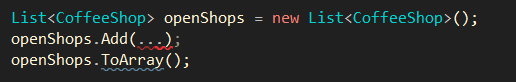 List<CoffeeShop> openShops = new List<CoffeeShop>();
openShops.Add(...);
openShops.ToArray();